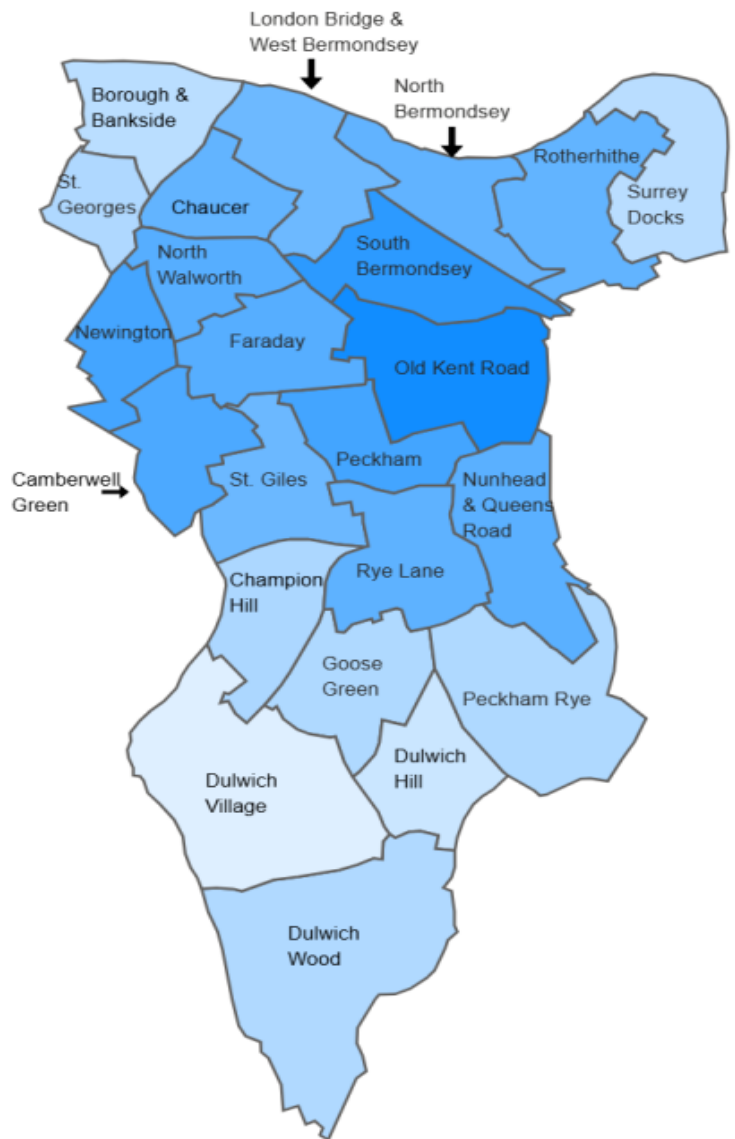 London Bridge &
West Bermondsey
North
Bermondsey
Borough &
Bankside
Rotherhithe
St.
Georges
Surrey
Docks
Chaucer
North
Walworth
South
Bermondsey
Newington
Faraday
Old Kent Road
Peckham
Camberwell
Green
St. Giles
Nunhead
& Queens
Road
Champion
Hill
Rye Lane
Goose
Green
Peckham Rye
Dulwich
Village
Dulwich
Hill
Dulwich
Wood